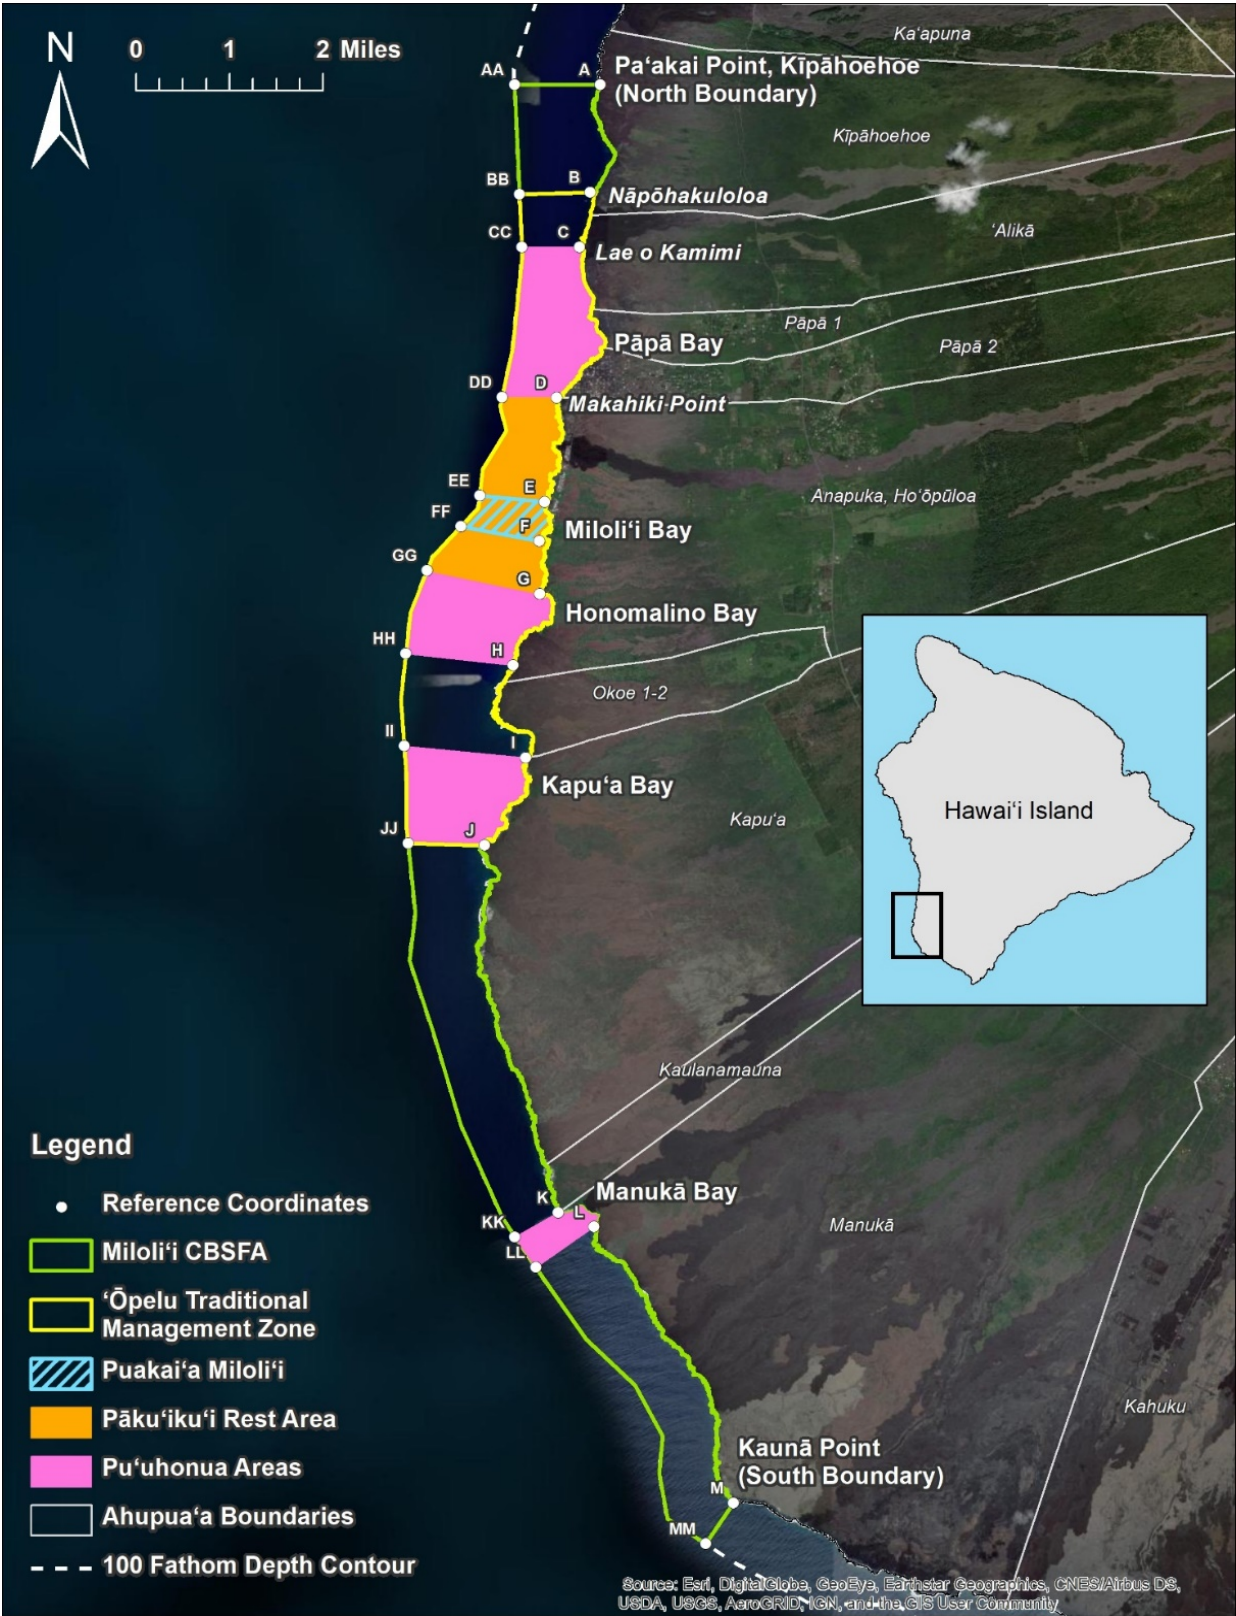 N
0 1 2 Miles
Ka‘apuna
AA
A
Pa‘akai Point, Kīpāhoehoe
(North Boundary)
Kīpāhoehoe
BB
B
Nāpōhakuloloa
CC
C
Lae o Kamimi
‘Alikā
Pāpā 1
Pāpā Bay
Pāpā 2
DD
D
Makahiki Point
EE
E
Anapuka, Ho‘ōpūloa
FF
F
Miloli‘i Bay
GG
G
Honomalino Bay
HH
H
Okoe 1-2
II
I
Kapu‘a Bay
Hawai‘i Island
JJ
J
Kapu‘a
Kaulanamauna
K
Manukā Bay
KK
L
LL
Manukā
Kahuku
Kaunā Point
(South Boundary)
M
MM
Legend
Reference Coordinates
Miloli‘i CBSFA
‘Ōpelu Traditional
Management Zone
Puakai‘a Miloli‘i
Pāku‘iku‘i Rest Area
Pu‘uhonua Areas
Ahupua‘a Boundaries
100 Fathom Depth Contour
Source: Esri, DigitalGlobe, GeoEye, Earthstar Geographics, CNES/Airbus DS,
USDA, USGS, AeroGRID, IGN, and the GIS User Community